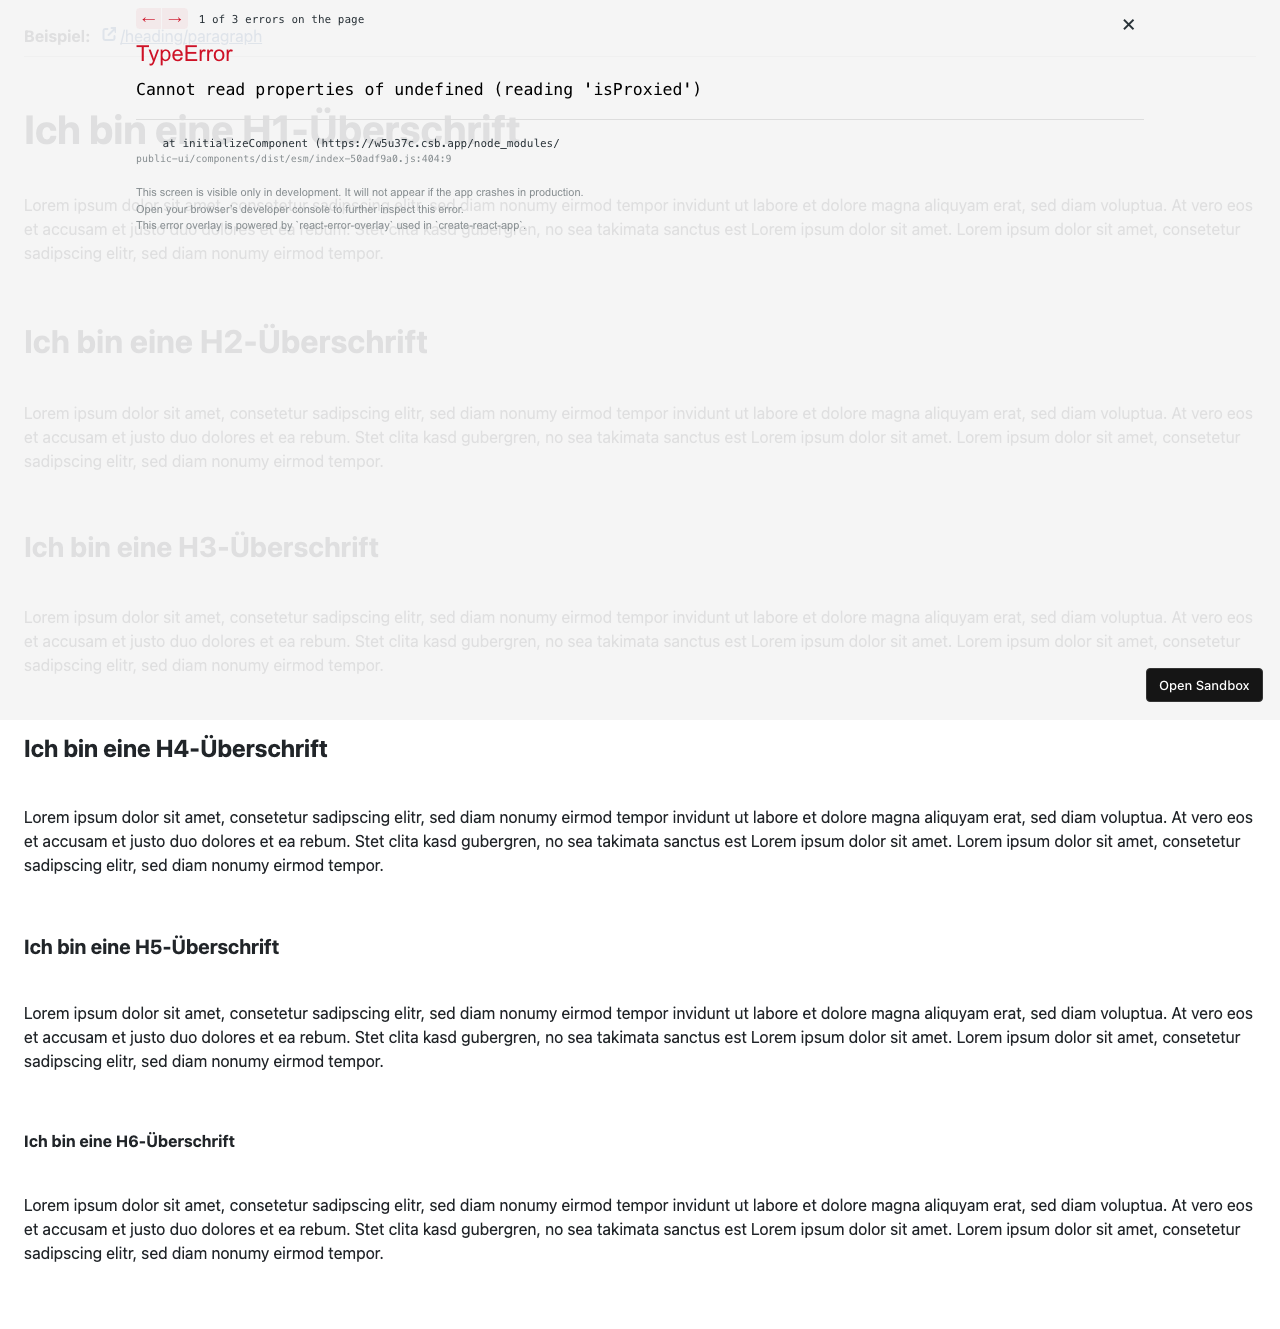 ← → 1 of 3 errors on the page
✕
Beispiel: /heading/paragraph
TypeError
Cannot read properties of undefined (reading 'isProxied')
Ich bin eine H1-Überschrift
at initializeComponent (https://w5u37c.csb.app/node_modules/
public-ui/components/dist/esm/index-50adf9a0.js:404:9
This screen is visible only in development. It will not appear if the app crashes in production.
Open your browser's developer console to further inspect this error.
This error overlay is powered by `react-error-overlay` used in `create-react-app`.
Lorem ipsum dolor sit amet, consetetur sadipscing elitr, sed diam nonumy eirmod tempor invidunt ut labore et dolore magna aliquyam erat, sed diam voluptua. At vero eos
et accusam et justo duo dolores et ea rebum. Stet clita kasd gubergren, no sea takimata sanctus est Lorem ipsum dolor sit amet. Lorem ipsum dolor sit amet, consetetur
sadipscing elitr, sed diam nonumy eirmod tempor.
Ich bin eine H2-Überschrift
Lorem ipsum dolor sit amet, consetetur sadipscing elitr, sed diam nonumy eirmod tempor invidunt ut labore et dolore magna aliquyam erat, sed diam voluptua. At vero eos
et accusam et justo duo dolores et ea rebum. Stet clita kasd gubergren, no sea takimata sanctus est Lorem ipsum dolor sit amet. Lorem ipsum dolor sit amet, consetetur
sadipscing elitr, sed diam nonumy eirmod tempor.
Ich bin eine H3-Überschrift
Lorem ipsum dolor sit amet, consetetur sadipscing elitr, sed diam nonumy eirmod tempor invidunt ut labore et dolore magna aliquyam erat, sed diam voluptua. At vero eos
et accusam et justo duo dolores et ea rebum. Stet clita kasd gubergren, no sea takimata sanctus est Lorem ipsum dolor sit amet. Lorem ipsum dolor sit amet, consetetur
sadipscing elitr, sed diam nonumy eirmod tempor.
Open Sandbox
Ich bin eine H4-Überschrift
Lorem ipsum dolor sit amet, consetetur sadipscing elitr, sed diam nonumy eirmod tempor invidunt ut labore et dolore magna aliquyam erat, sed diam voluptua. At vero eos
et accusam et justo duo dolores et ea rebum. Stet clita kasd gubergren, no sea takimata sanctus est Lorem ipsum dolor sit amet. Lorem ipsum dolor sit amet, consetetur
sadipscing elitr, sed diam nonumy eirmod tempor.
Ich bin eine H5-Überschrift
Lorem ipsum dolor sit amet, consetetur sadipscing elitr, sed diam nonumy eirmod tempor invidunt ut labore et dolore magna aliquyam erat, sed diam voluptua. At vero eos
et accusam et justo duo dolores et ea rebum. Stet clita kasd gubergren, no sea takimata sanctus est Lorem ipsum dolor sit amet. Lorem ipsum dolor sit amet, consetetur
sadipscing elitr, sed diam nonumy eirmod tempor.
Ich bin eine H6-Überschrift
Lorem ipsum dolor sit amet, consetetur sadipscing elitr, sed diam nonumy eirmod tempor invidunt ut labore et dolore magna aliquyam erat, sed diam voluptua. At vero eos
et accusam et justo duo dolores et ea rebum. Stet clita kasd gubergren, no sea takimata sanctus est Lorem ipsum dolor sit amet. Lorem ipsum dolor sit amet, consetetur
sadipscing elitr, sed diam nonumy eirmod tempor.